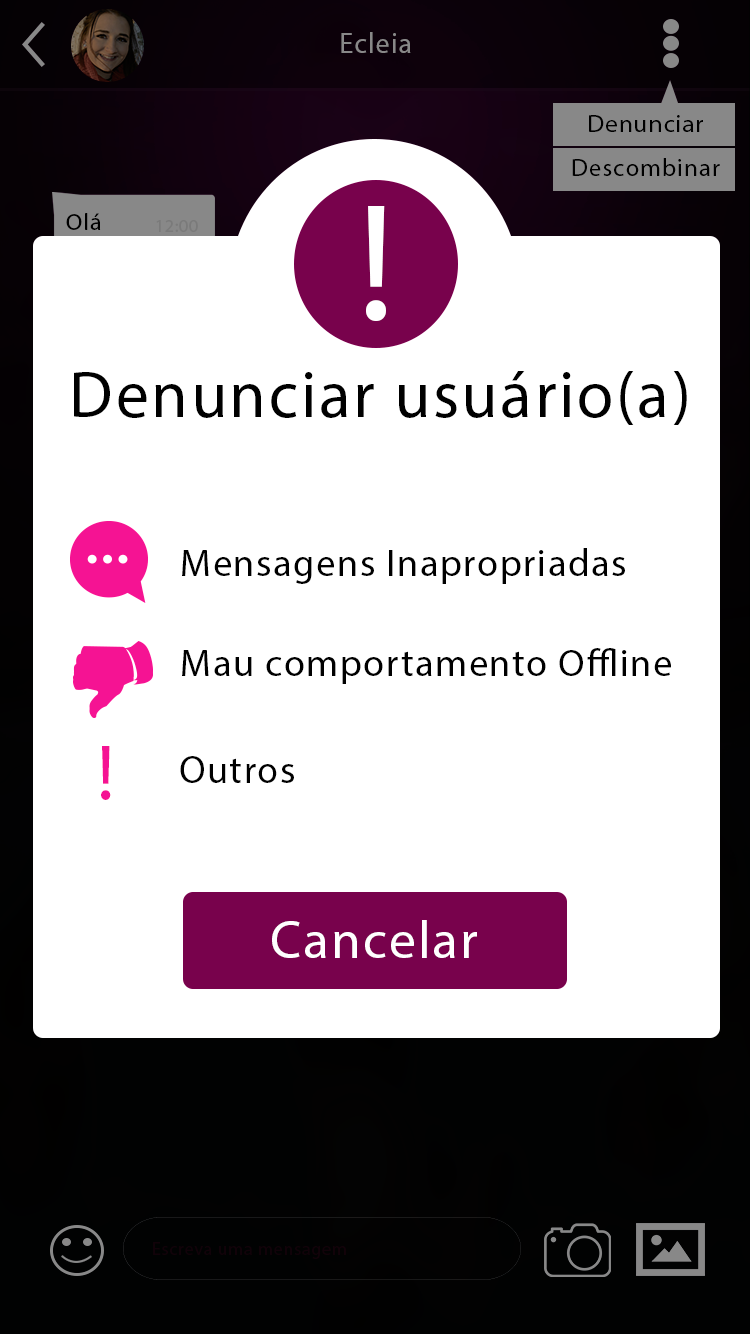 Ecleia
Denunciar
Descombinar
Olá
12:00
!
Denunciar usuário(a)
Mensagens Inapropriadas
Mau comportamento Offline
! Outros
Cancelar
Escreva uma mensagem